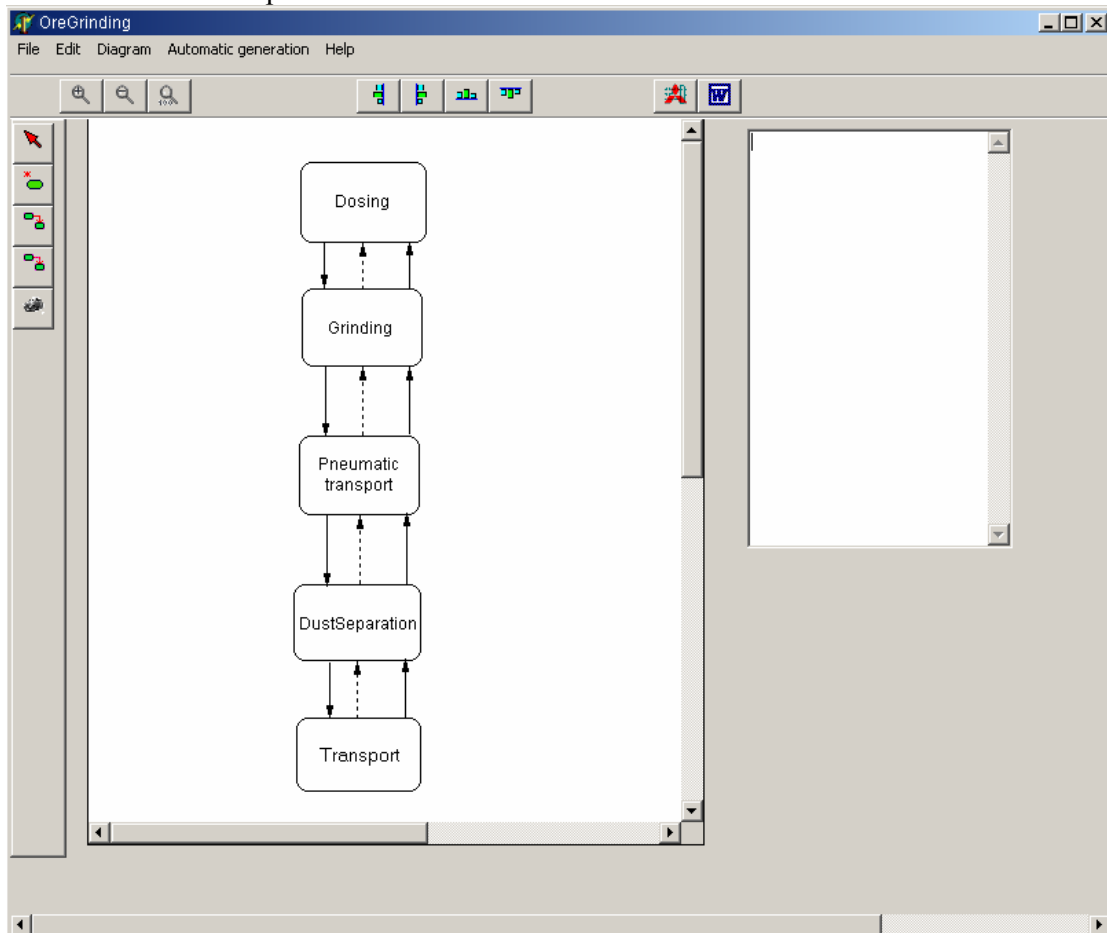 OreGrinding
File Edit Diagram Automatic generation Help
Dosing
Grinding
Pneumatic
transport
DustSeparation
Transport